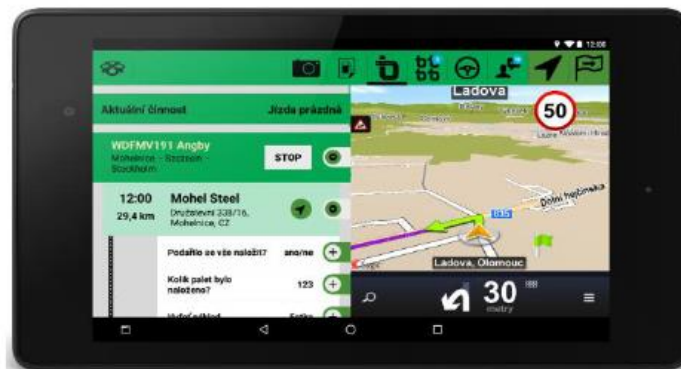 12:00
Aktuální činnost Jízda prázdná
WDFMV191 Angby
Mohelnice - Szczecin -
Stockholm
STOP
12:00 Mohel Steel
29,4 km Družstevní 338/16,
Mohelnice, CZ
Podařilo se vše naložit? ano/ne
Kolik palet bylo
naloženo? 123
Ladova
50
Dolní hejčínská
Ladova, Olomouc
30
metry